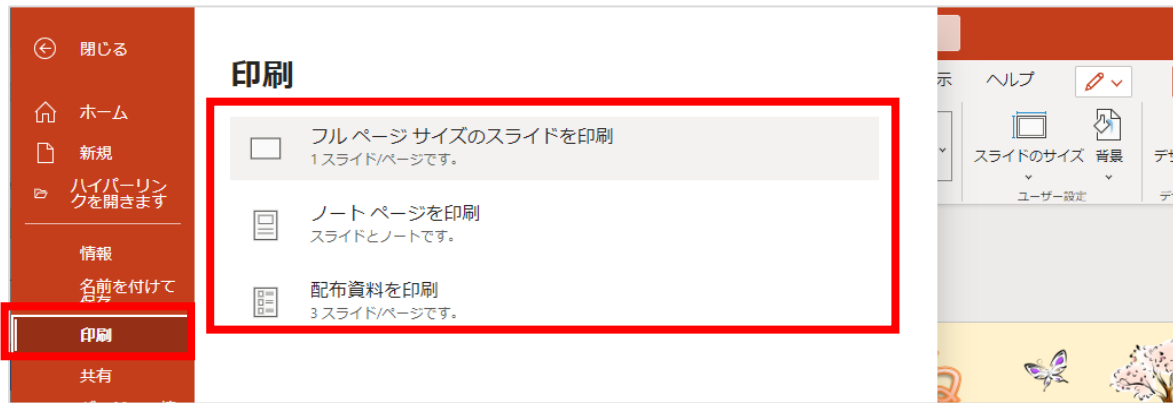 閉じる
ホーム
新規
ハイパーリン
クを開きます
情報
名前を付けて
保存
印刷
共有
印刷
フル ページ サイズのスライドを印刷
1 スライド/ページです。
ノート ページを印刷
スライドとノートです。
配布資料を印刷
3 スライド/ページです。
示
ヘルプ
スライドのサイズ
背景
デザ
ユーザー設定
デ